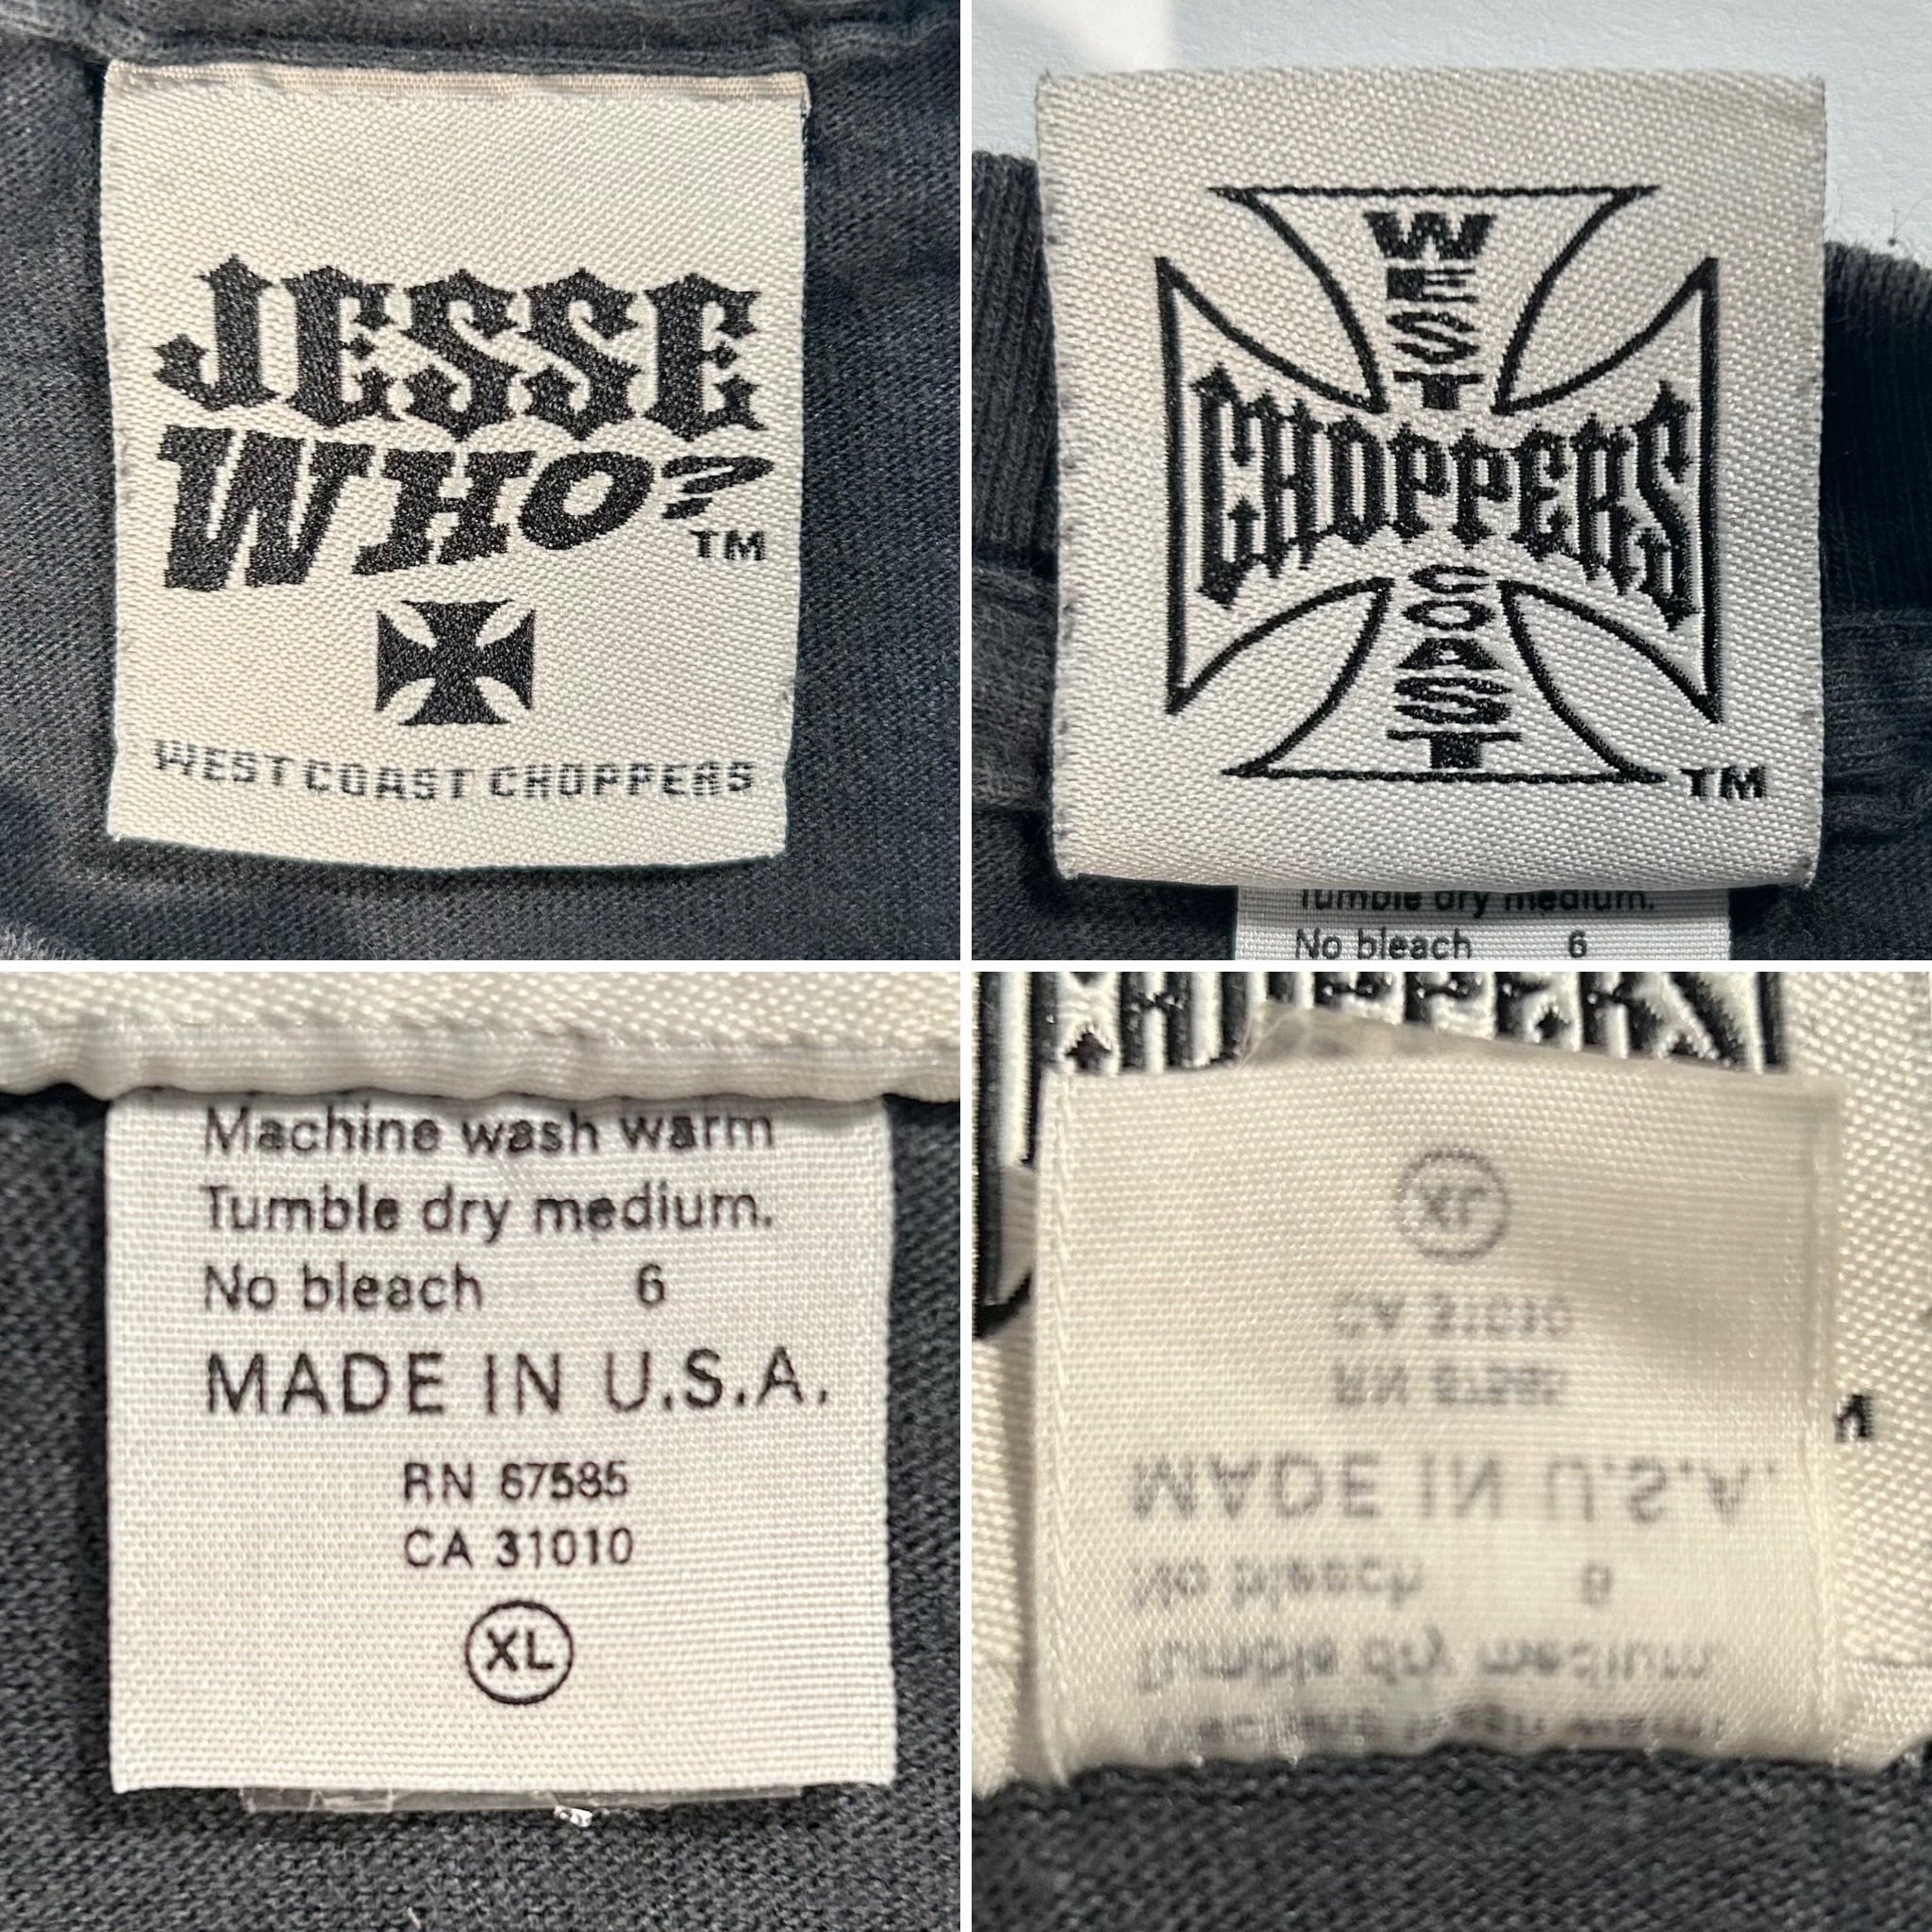 JESSE
WHO?
TM
WEST COAST CHOPPERS
WEST
CHOPPERS
COAST
TM
Tumble dry medium.
No bleach 6
Machine wash warm
Tumble dry medium.
No bleach 6
MADE IN U.S.A.
RN 67585
CA 31010
XL
CHOPPERS
XL
CA 31010
RN 67585
MADE IN U.S.A.
No bleach 6
Tumble dry medium